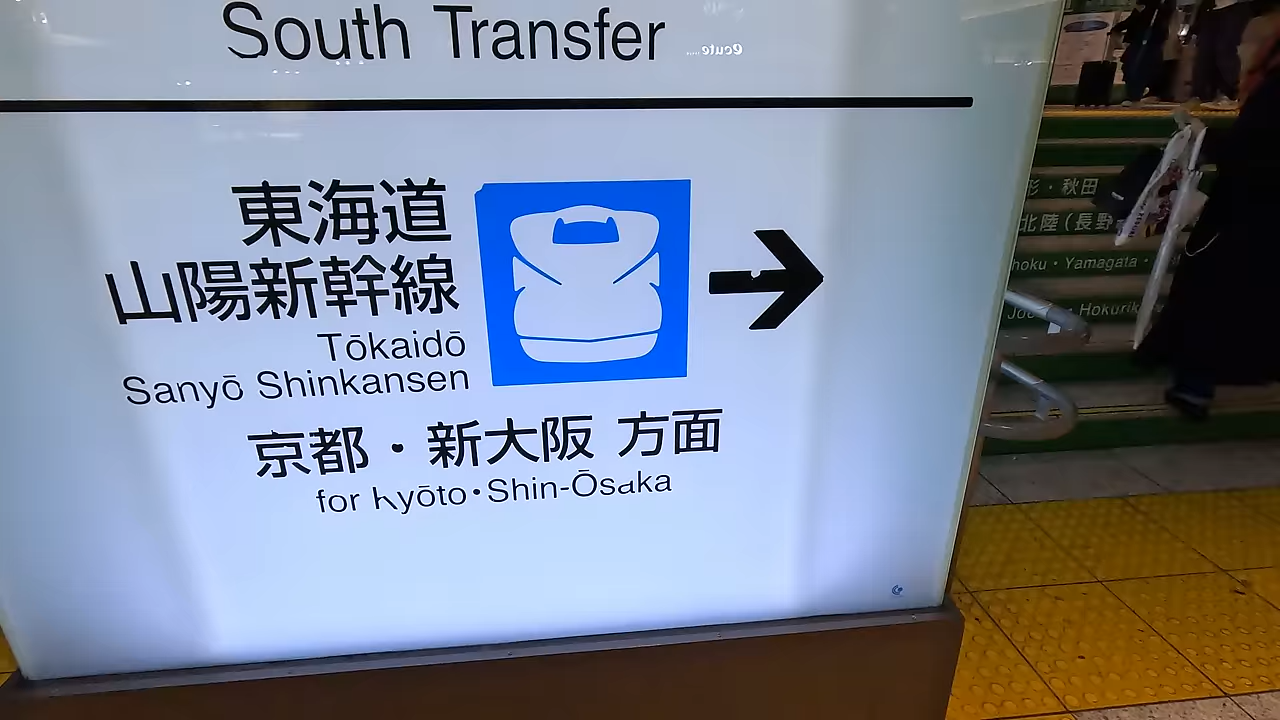 South Transfer
東海道
山陽新幹線
Tōkaidō
Sanyō Shinkansen
京都・新大阪 方面
for Kyōto・Shin-Ōsaka
・秋田
北陸（長野
Yamagata・